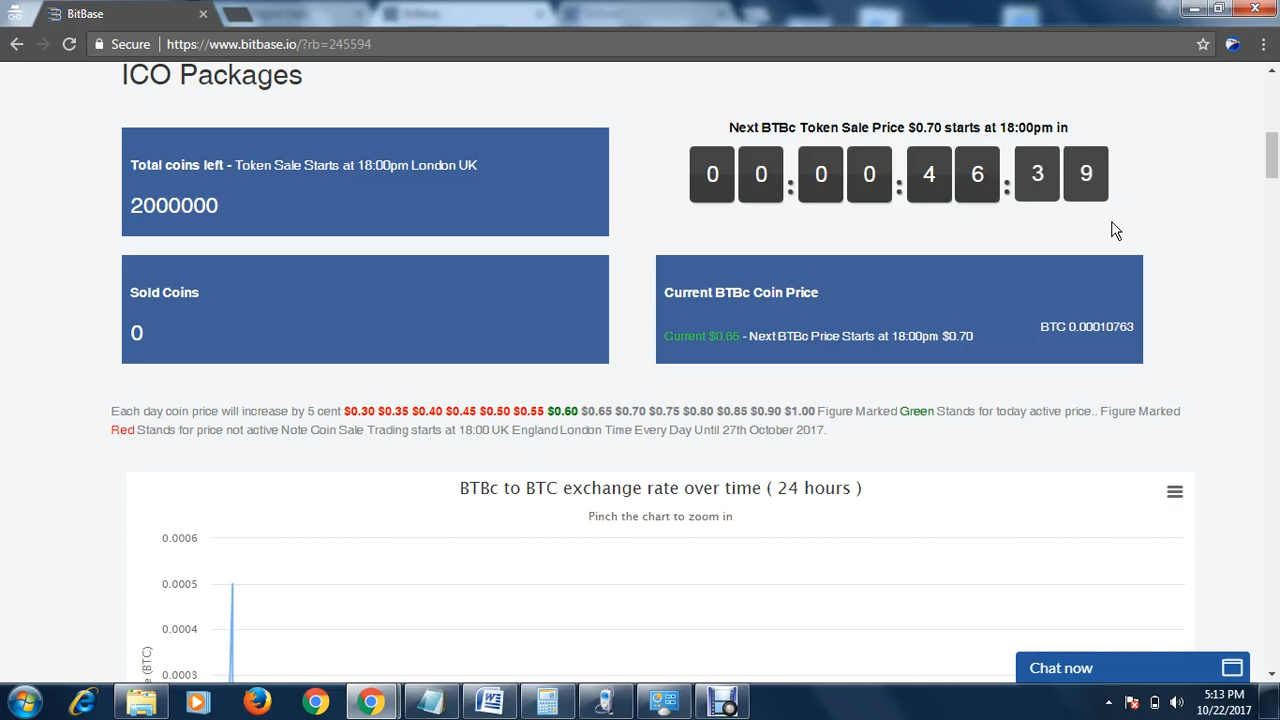 BitBase
Secure
https://www.bitbase.io/?rb=245594
ICO Packages
Total coins left - Token Sale Starts at 18:00pm London UK
2000000
Next BTBc Token Sale Price $0.70 starts at 18:00pm in
0 0 : 0 0 : 4 6 : 3 9
Sold Coins
0
Current BTBc Coin Price
Current $0.65 - Next BTBc Price Starts at 18:00pm $0.70
BTC 0.00010763
Each day coin price will increase by 5 cent $0.30 $0.35 $0.40 $0.45 $0.50 $0.55 $0.60 $0.65 $0.70 $0.75 $0.80 $0.85 $0.90 $1.00 Figure Marked Green Stands for today active price.. Figure Marked
Red Stands for price not active Note Coin Sale Trading starts at 18:00 UK England London Time Every Day Until 27th October 2017.
BTBc to BTC exchange rate over time ( 24 hours )
Pinch the chart to zoom in
0.0006
0.0005
0.0004
0.0003
(BTC)
Chat now
5:13 PM
10/22/2017